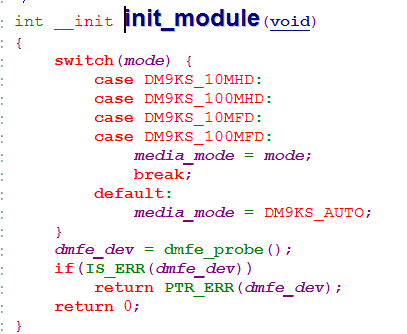 int __init init_module(void)
{
    switch(mode) {
        case DM9KS_10MHD:
        case DM9KS_100MHD:
        case DM9KS_10MFD:
        case DM9KS_100MFD:
            media_mode = mode;
            break;
        default:
            media_mode = DM9KS_AUTO;
    }
    dmfe_dev = dmfe_probe();
    if(IS_ERR(dmfe_dev))
        return PTR_ERR(dmfe_dev);
    return 0;
}